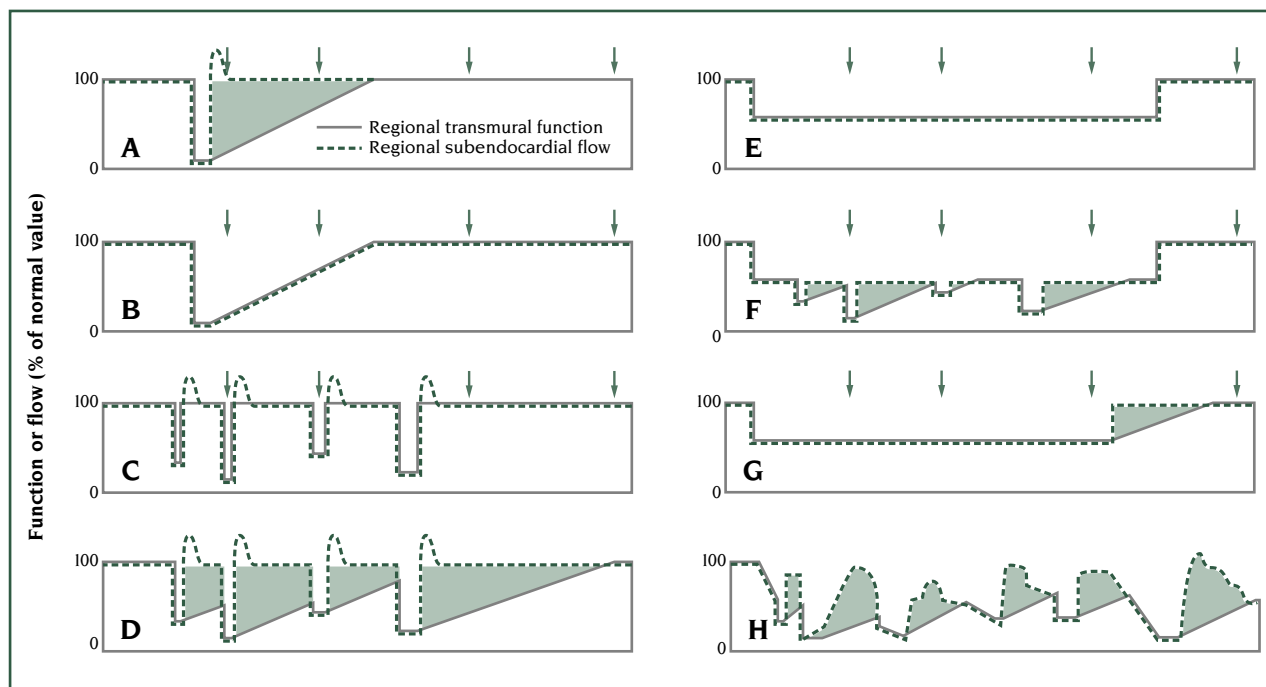 Function or flow (% of normal value)
100
0
A
Regional transmural function
Regional subendocardial flow
100
0
B
100
0
C
100
0
D
100
0
E
100
0
F
100
0
G
100
0
H